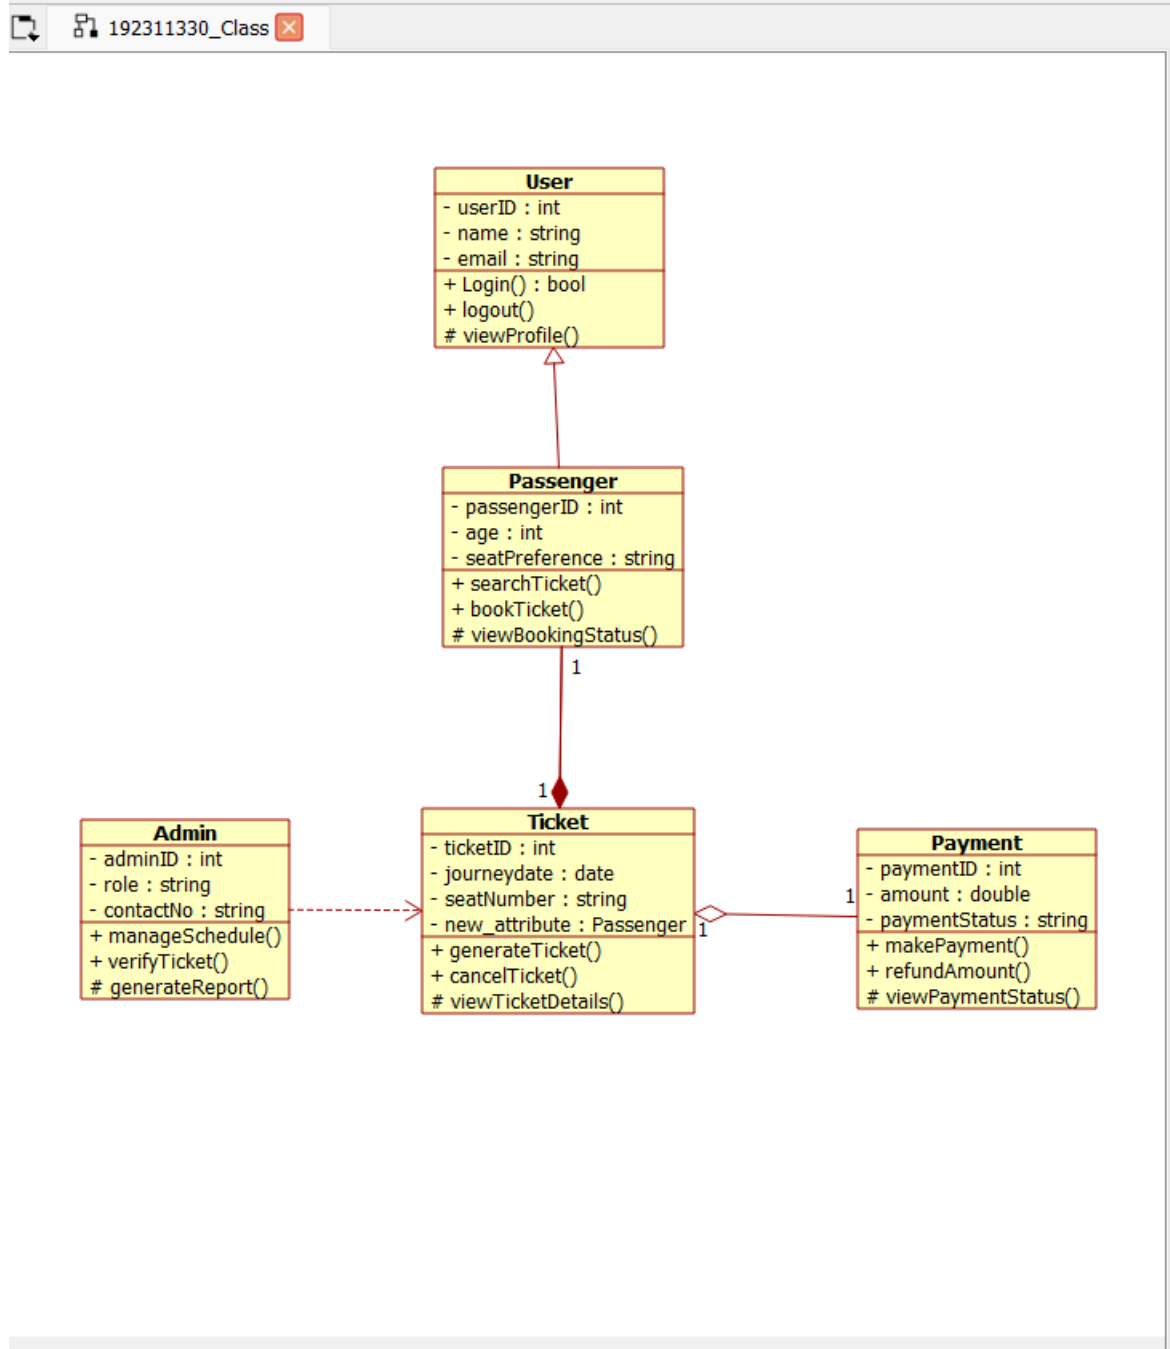 192311330_Class
User
- userID : int
- name : string
- email : string
+ Login() : bool
+ logout()
# viewProfile()
Passenger
- passengerID : int
- age : int
- seatPreference : string
+ searchTicket()
+ bookTicket()
# viewBookingStatus()
1
1
Admin
- adminID : int
- role : string
- contactNo : string
+ manageSchedule()
+ verifyTicket()
# generateReport()
Ticket
- ticketID : int
- journeydate : date
- seatNumber : string
- new_attribute : Passenger
+ generateTicket()
+ cancelTicket()
# viewTicketDetails()
1
1
Payment
- paymentID : int
- amount : double
- paymentStatus : string
+ makePayment()
+ refundAmount()
# viewPaymentStatus()